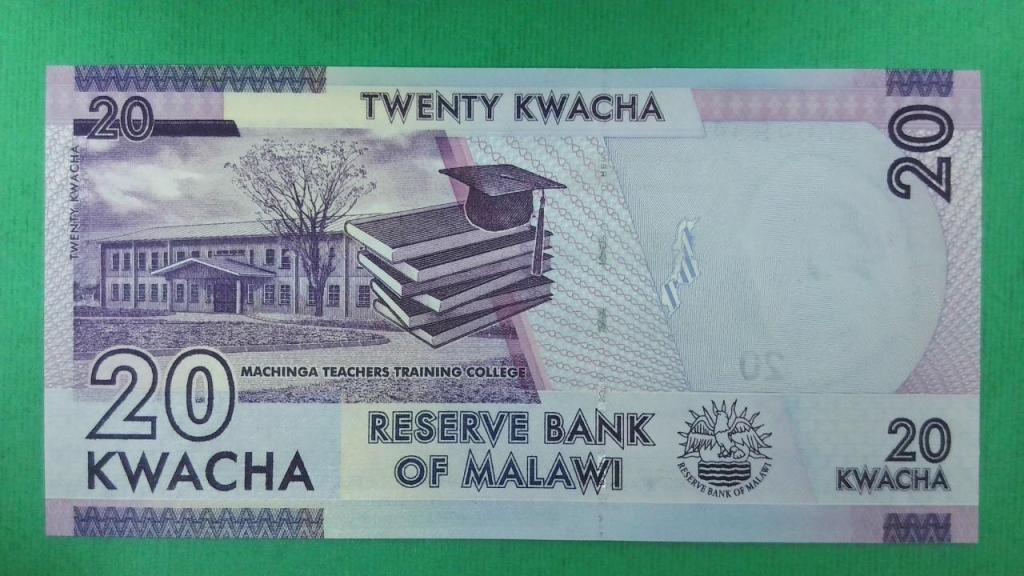 20
TWENTY KWACHA
20
TWENTY KWACHA
MACHINGA TEACHERS TRAINING COLLEGE
20
KWACHA
RESERVE BANK
OF MALAWI
RESERVE BANK OF MALAWI
20
20
KWACHA